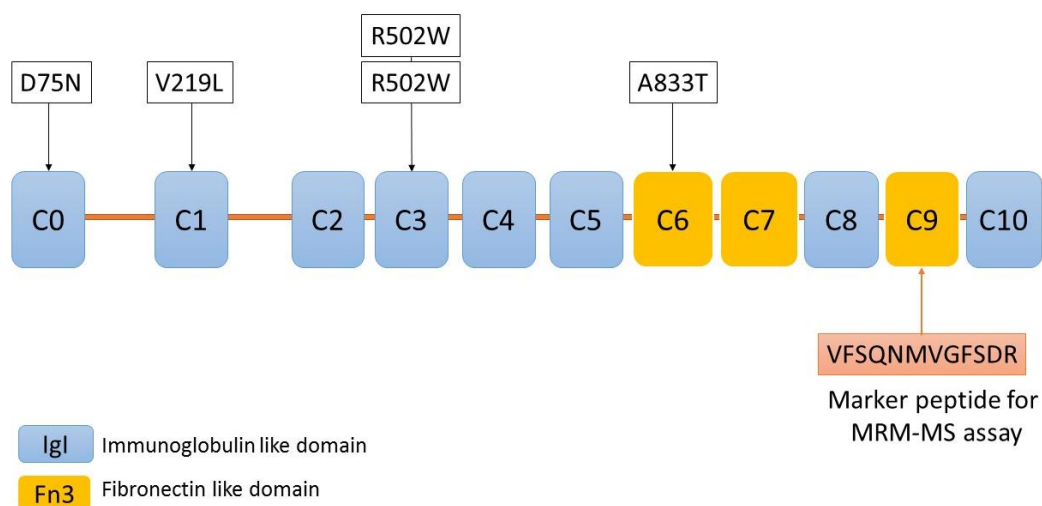 R502W
D75N V219L R502W A833T
C0 C1 C2 C3 C4 C5 C6 C7 C8 C9 C10
VFSQNMVGFSDR
Marker peptide for
MRM-MS assay
IgI Immunoglobulin like domain
Fn3 Fibronectin like domain